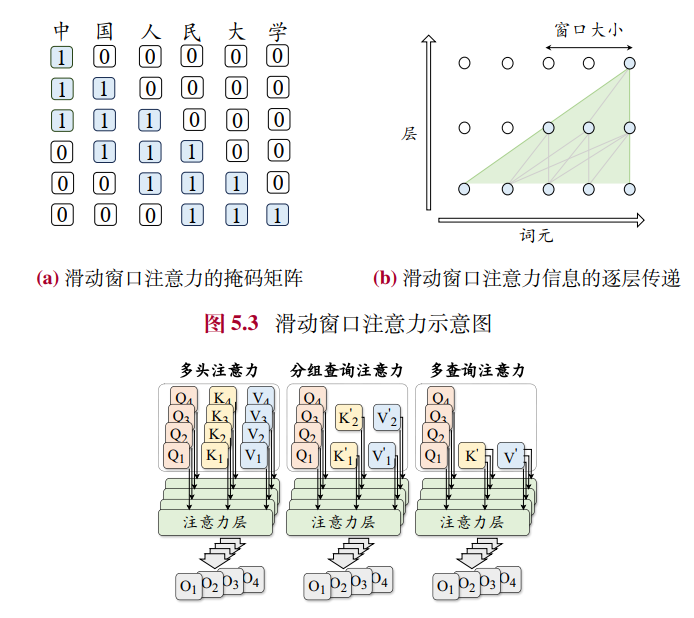 中 国 人 民 大 学
1 0 0 0 0 0
1 1 0 0 0 0
1 1 1 0 0 0
0 1 1 1 0 0
0 0 1 1 1 0
0 0 0 1 1 1
窗口大小
层
词元
(a) 滑动窗口注意力的掩码矩阵
(b) 滑动窗口注意力信息的逐层传递
图 5.3 滑动窗口注意力示意图
多头注意力
Q4 K4 V4
Q3 K3 V3
Q2 K2 V2
Q1 K1 V1
注意力层
O1 O2 O3 O4
分组查询注意力
Q4
Q3 K'2 V'2
Q2
Q1 K'1 V'1
注意力层
O1 O2 O3 O4
多查询注意力
Q4
Q3
Q2
Q1 K' V'
注意力层
O1 O2 O3 O4